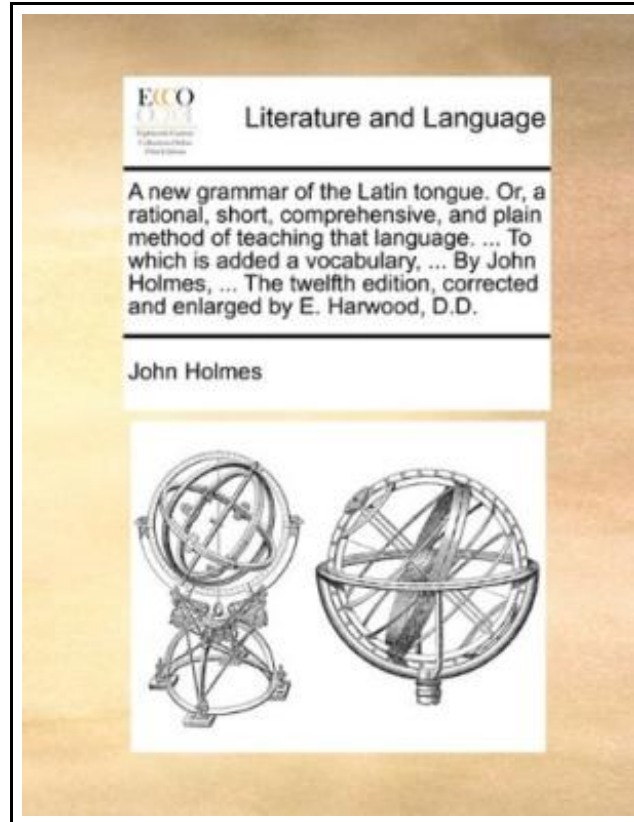 ECCO
Literature and Language
A new grammar of the Latin tongue. Or, a
rational, short, comprehensive, and plain
method of teaching that language. ... To
which is added a vocabulary, ... By John
Holmes, ... The twelfth edition, corrected
and enlarged by E. Harwood, D.D.
John Holmes